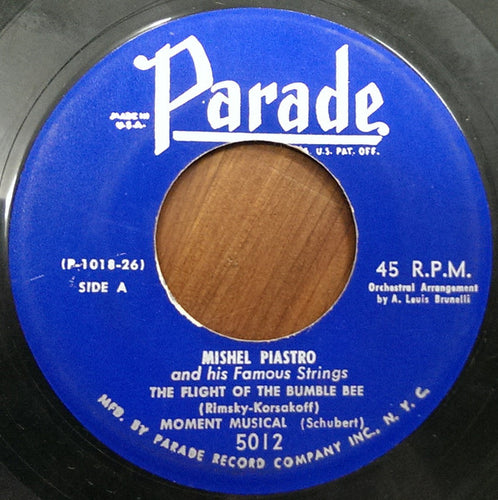 Parade
MADE IN
U.S.A.
U.S. PAT. OFF.
(P-1018-26)
SIDE A
45 R.P.M.
Orchestral Arrangement
by A. Louis Brunelli
MISHEL PIASTRO
and his Famous Strings
THE FLIGHT OF THE BUMBLE BEE
(Rimsky-Korsakoff)
MOMENT MUSICAL (Schubert)
5012
MFD. BY PARADE RECORD COMPANY INC., N. Y. C.